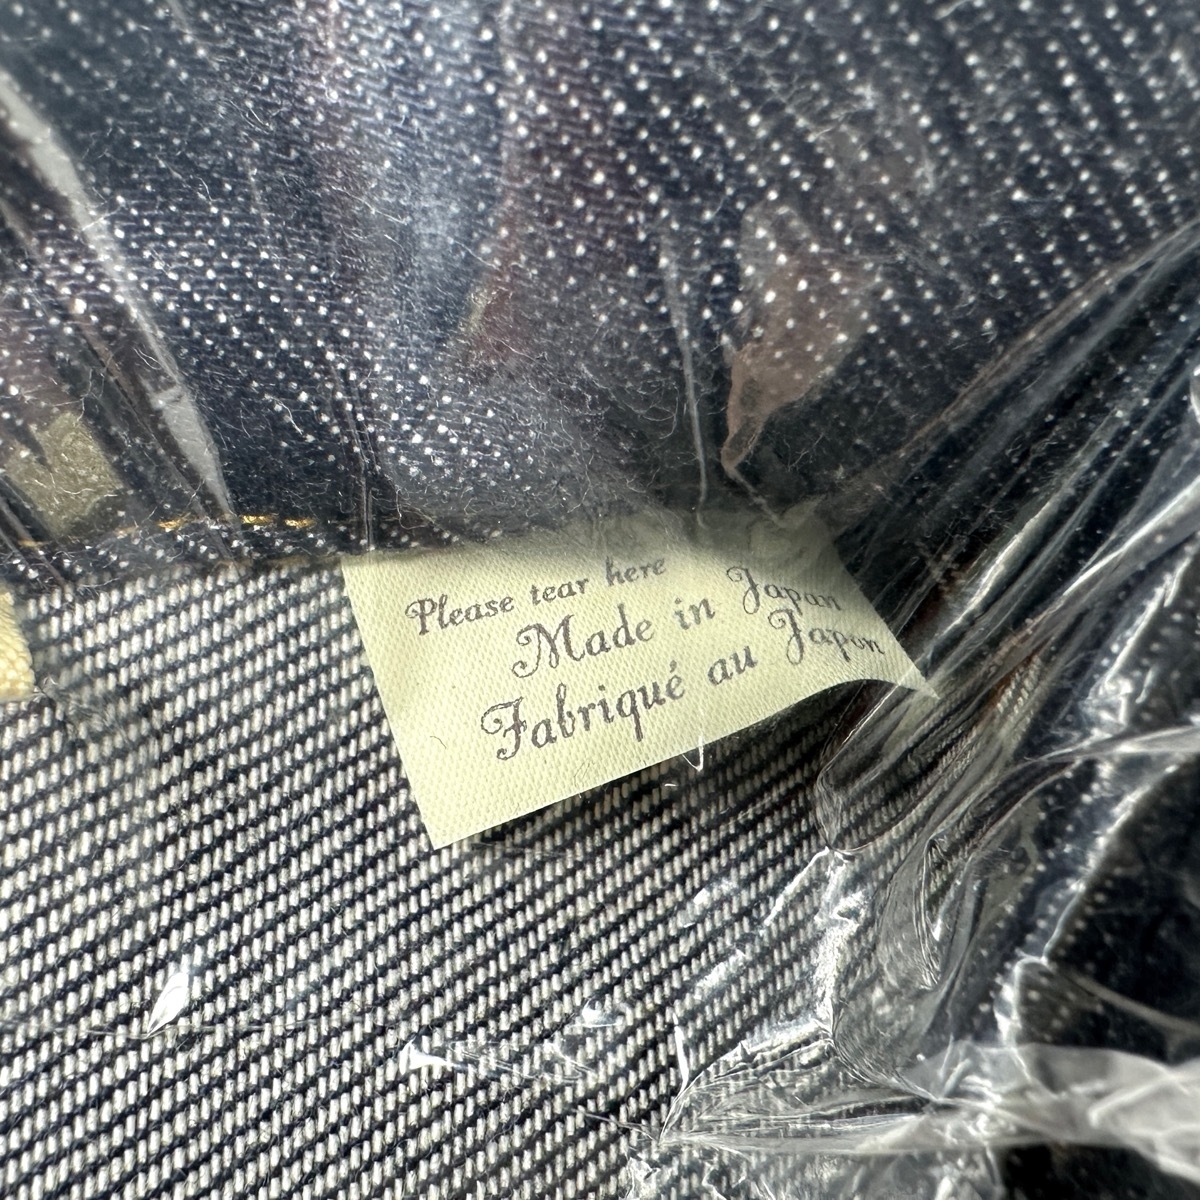 Please tear here
Made in Japan
Fabriqué au Japon